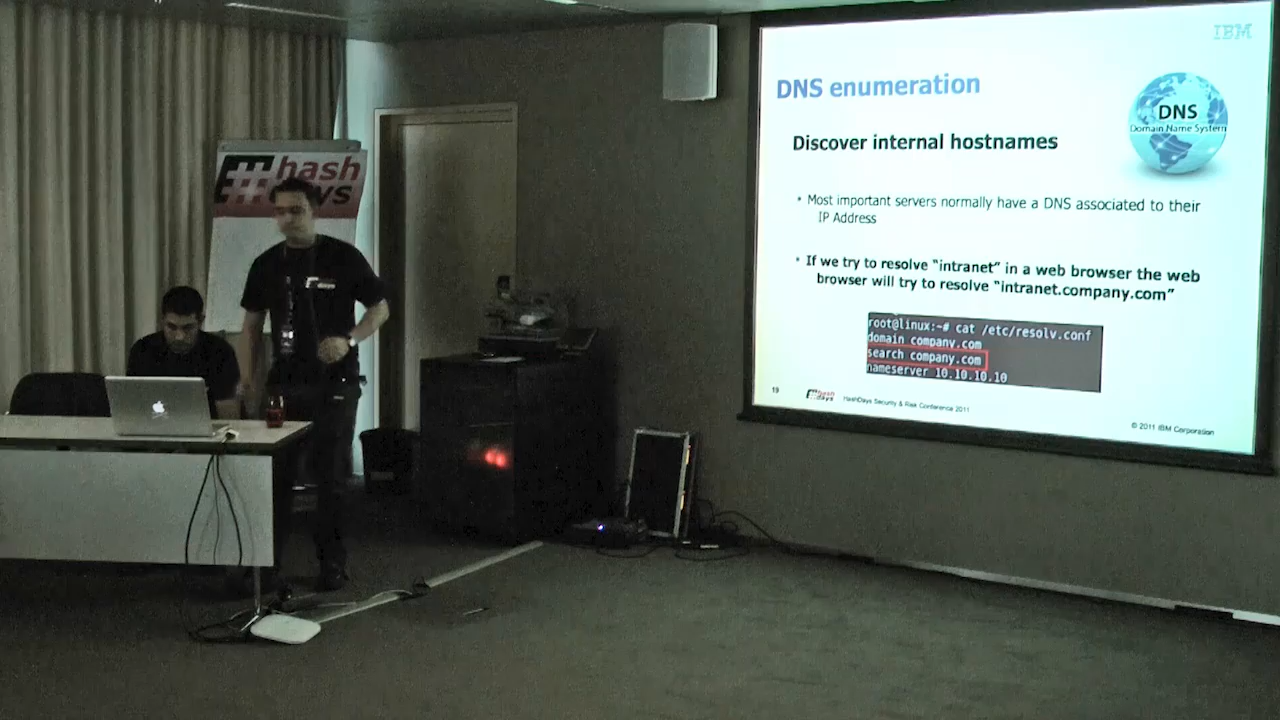 hash
days
IBM
DNS enumeration
DNS
Domain Name System
Discover internal hostnames
• Most important servers normally have a DNS associated to their
IP Address
• If we try to resolve “intranet” in a web browser the web
browser will try to resolve “intranet.company.com”
root@linux:~# cat /etc/resolv.conf
domain company.com
search company.com
nameserver 10.10.10.10
19
hash
days
HashDays Security & Risk Conference 2011
© 2011 IBM Corporation